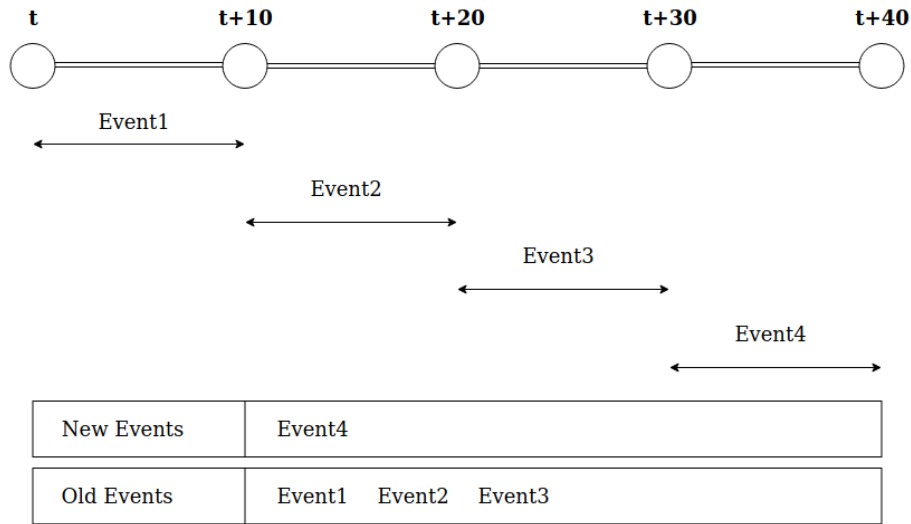 t t+10 t+20 t+30 t+40
Event1
Event2
Event3
Event4
New Events Event4
Old Events Event1 Event2 Event3